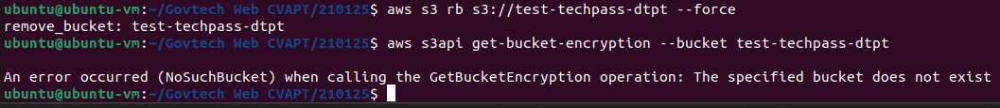 ubuntu@ubuntu-vm:~/Govtech Web CVAPT/210125$ aws s3 rb s3://test-techpass-dtpt --force
remove_bucket: test-techpass-dtpt
ubuntu@ubuntu-vm:~/Govtech Web CVAPT/210125$ aws s3api get-bucket-encryption --bucket test-techpass-dtpt
An error occurred (NoSuchBucket) when calling the GetBucketEncryption operation: The specified bucket does not exist
ubuntu@ubuntu-vm:~/Govtech Web CVAPT/210125$